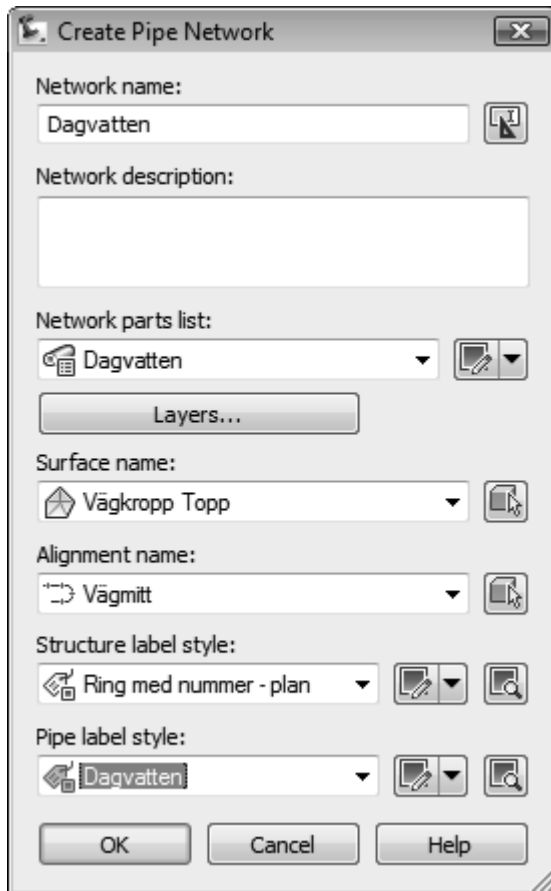 Create Pipe Network
Network name:
Dagvatten
Network description:
Network parts list:
Dagvatten
Layers...
Surface name:
Vägkropp Topp
Alignment name:
Vägmitt
Structure label style:
Ring med nummer - plan
Pipe label style:
Dagvatten
OK Cancel Help